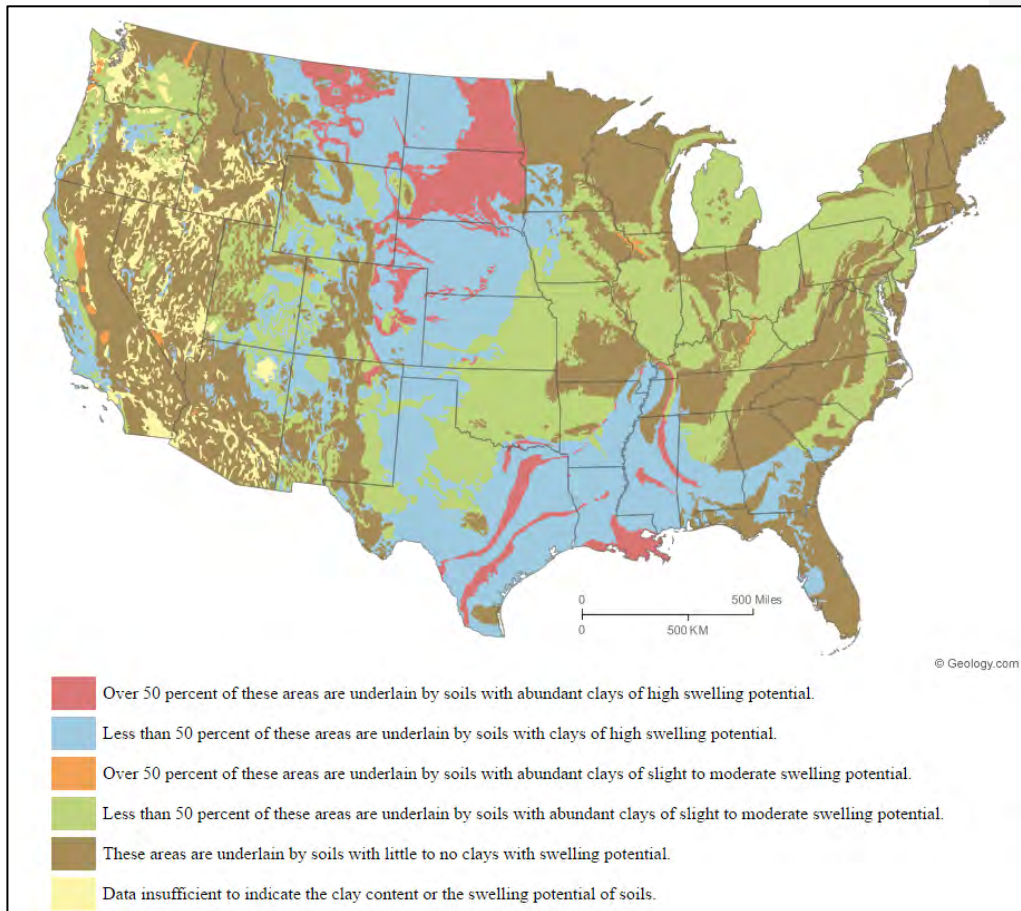 0 500 Miles
0 500 KM
© Geology.com
Over 50 percent of these areas are underlain by soils with abundant clays of high swelling potential.
Less than 50 percent of these areas are underlain by soils with clays of high swelling potential.
Over 50 percent of these areas are underlain by soils with abundant clays of slight to moderate swelling potential.
Less than 50 percent of these areas are underlain by soils with abundant clays of slight to moderate swelling potential.
These areas are underlain by soils with little to no clays with swelling potential.
Data insufficient to indicate the clay content or the swelling potential of soils.